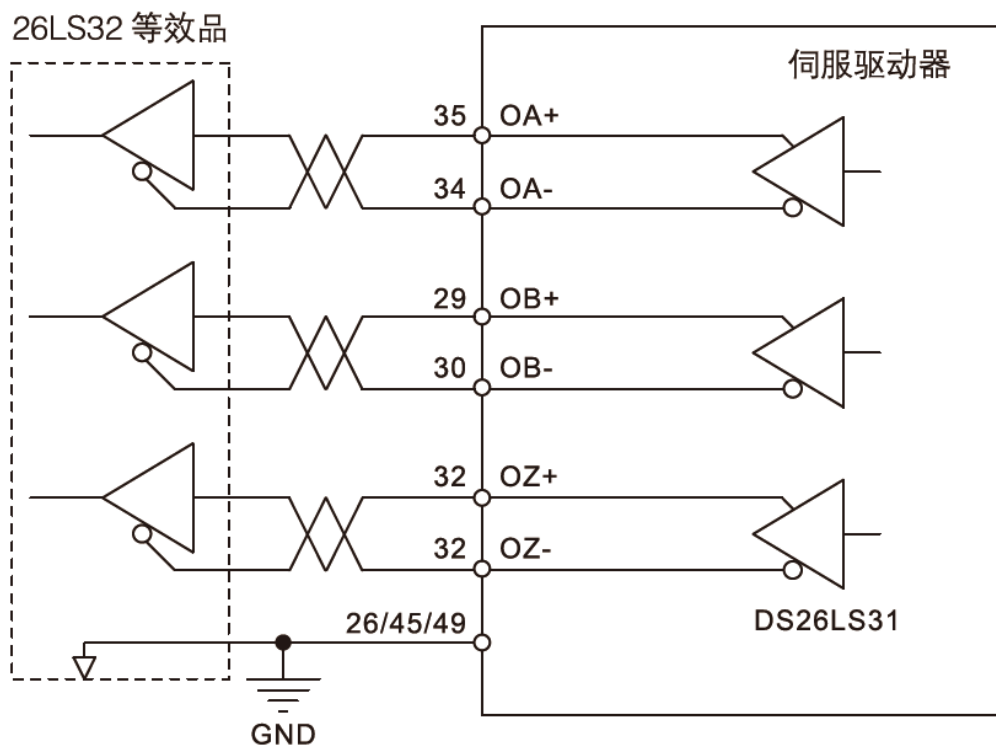 26LS32 等效品
伺服驱动器
35 OA+
34 OA-
29 OB+
30 OB-
32 OZ+
32 OZ-
DS26LS31
26/45/49
GND